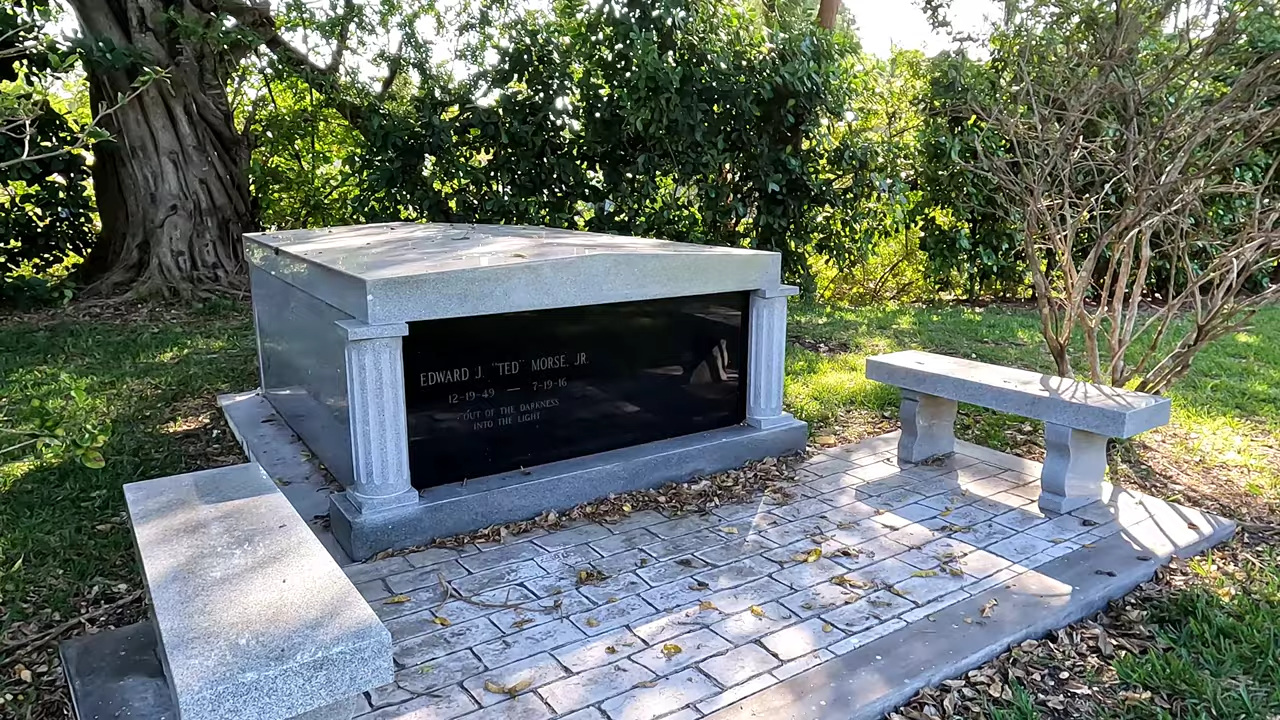 EDWARD J. "TED" MORSE, JR.
12-19-49 — 7-19-16
OUT OF THE DARKNESS
INTO THE LIGHT